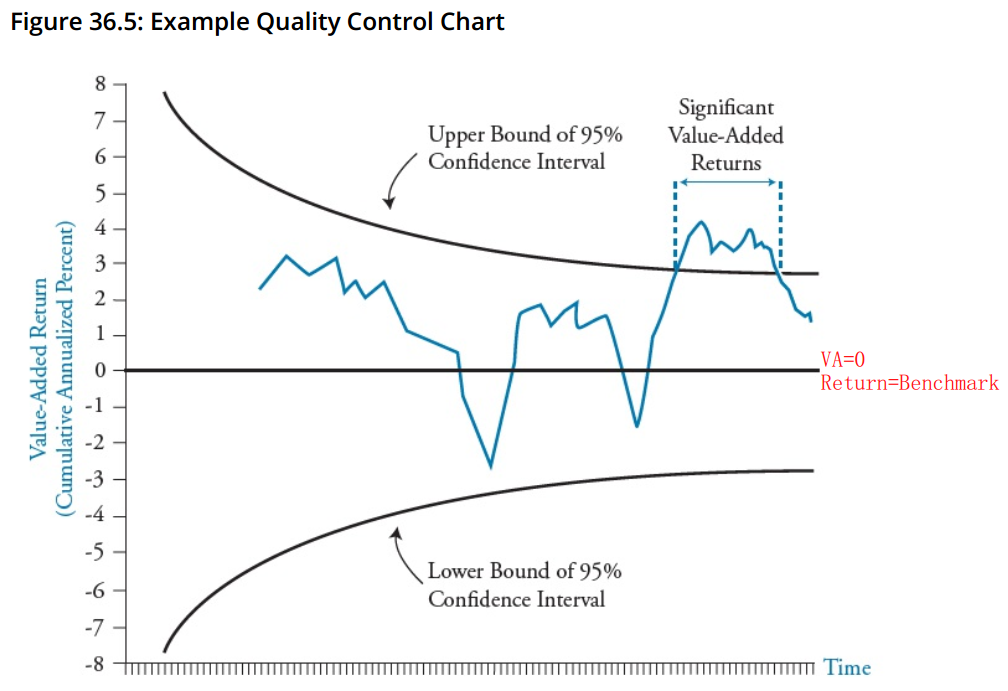 Figure 36.5: Example Quality Control Chart
8
7
6
5
4
3
2
1
0
-1
-2
-3
-4
-5
-6
-7
-8
Value-Added Return
(Cumulative Annualized Percent)
Upper Bound of 95%
Confidence Interval
Significant
Value-Added
Returns
VA=0
Return=Benchmark
Lower Bound of 95%
Confidence Interval
Time